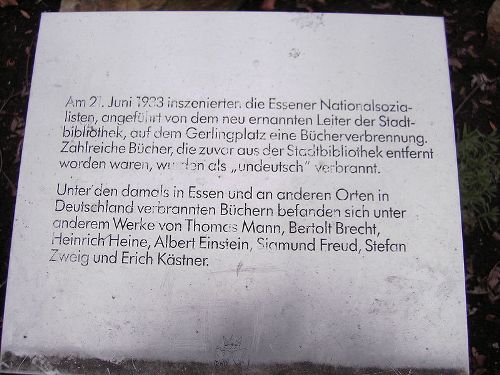 Am 21. Juni 1933 inszenierten die Essener Nationalsozia-
listen, angeführt von dem neu ernannten Leiter der Stadt-
bibliothek, auf dem Gerlingplatz eine Bücherverbrennung.
Zahlreiche Bücher, die zuvor aus der Stadtbibliothek entfernt
worden waren, wurden als „undeutsch" verbrannt.
Unter den damals in Essen und an anderen Orten in
Deutschland verbrannten Büchern befanden sich unter
anderem Werke von Thomas Mann, Bertolt Brecht,
Heinrich Heine, Albert Einstein, Sigmund Freud, Stefan
Zweig und Erich Kästner.